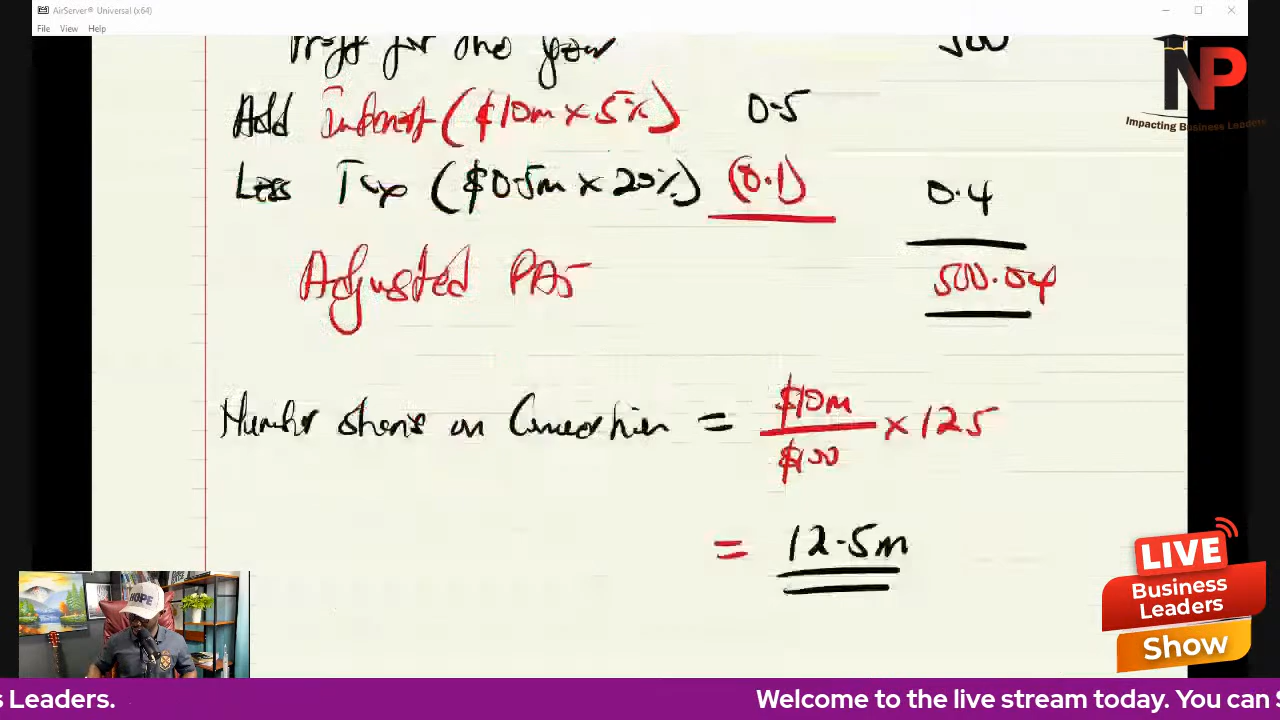 AirServer® Universal (x64)
File View Help
Profit for the year 500
Add Interest ($10m x 5%) 0.5
Less Tax ($0.5m x 20%) (0.1) 0.4
Adjusted PAT
500.04
Number shares on Conversion = $10m / $100 x 125
= 12.5m
NP
Impacting Business Leaders
HOPE
LIVE
Business
Leaders
Show
s Leaders. Welcome to the live stream today. You can S